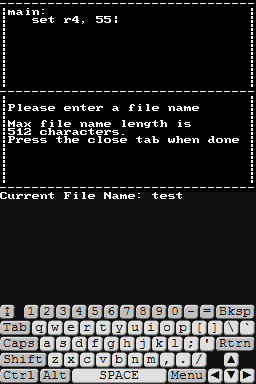 main:
set r4, 55
Please enter a file name
Max file name length is
512 characters.
Press the close tab when done
Current File Name: test
1 2 3 4 5 6 7 8 9 0 - = Bksp
Tab q w e r t y u i o p [ ] \ `
Caps a s d f g h j k l ; ' Rtrn
Shift z x c v b n m , . /
Ctrl Alt SPACE Menu